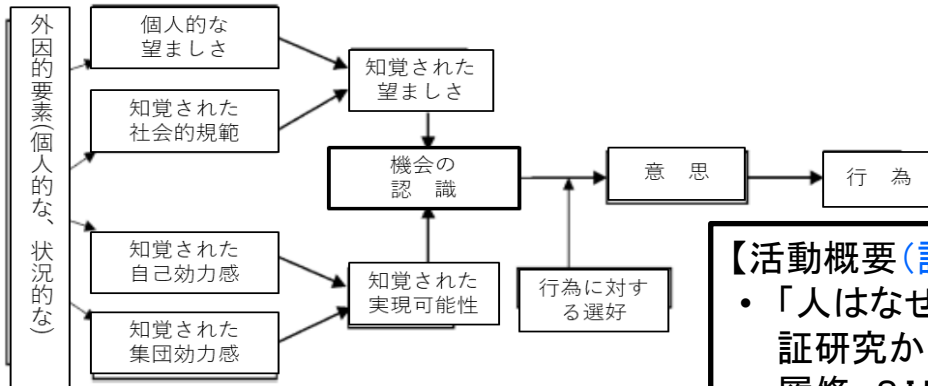 外因的要素(個人的な、状況的な)
個人的な
望ましさ
知覚された
社会的規範
知覚された
自己効力感
知覚された
集団効力感
知覚された
望ましさ
機会の
認 識
知覚された
実現可能性
行為に対す
る選好
意 思
行 為
【活動概要(
・「人はなぜ
証研究か